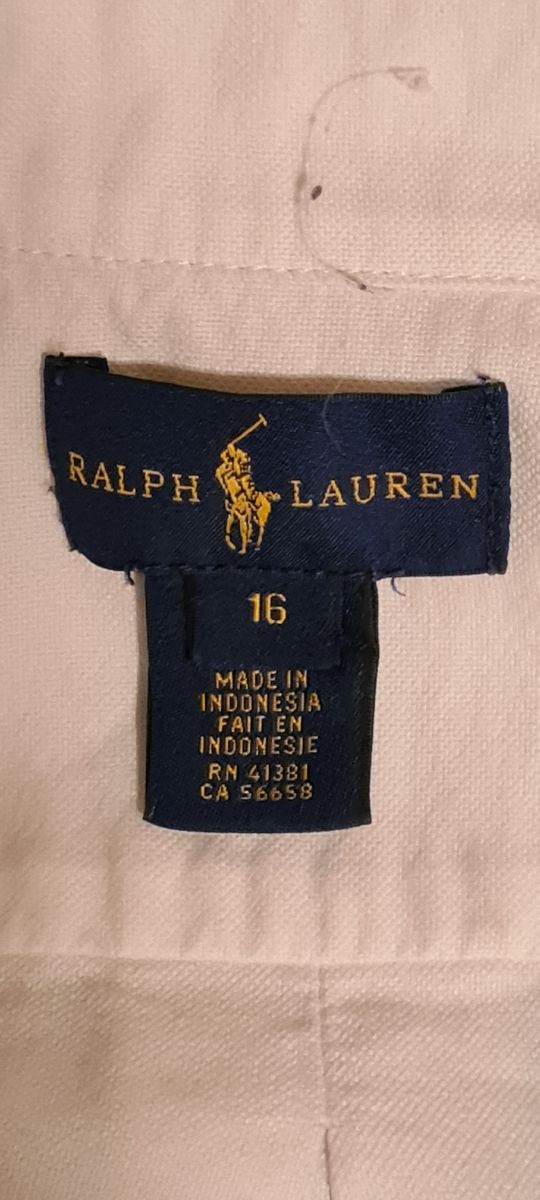 RALPH LAUREN
16
MADE IN
INDONESIA
FAIT EN
INDONESIE
RN 41381
CA 56658